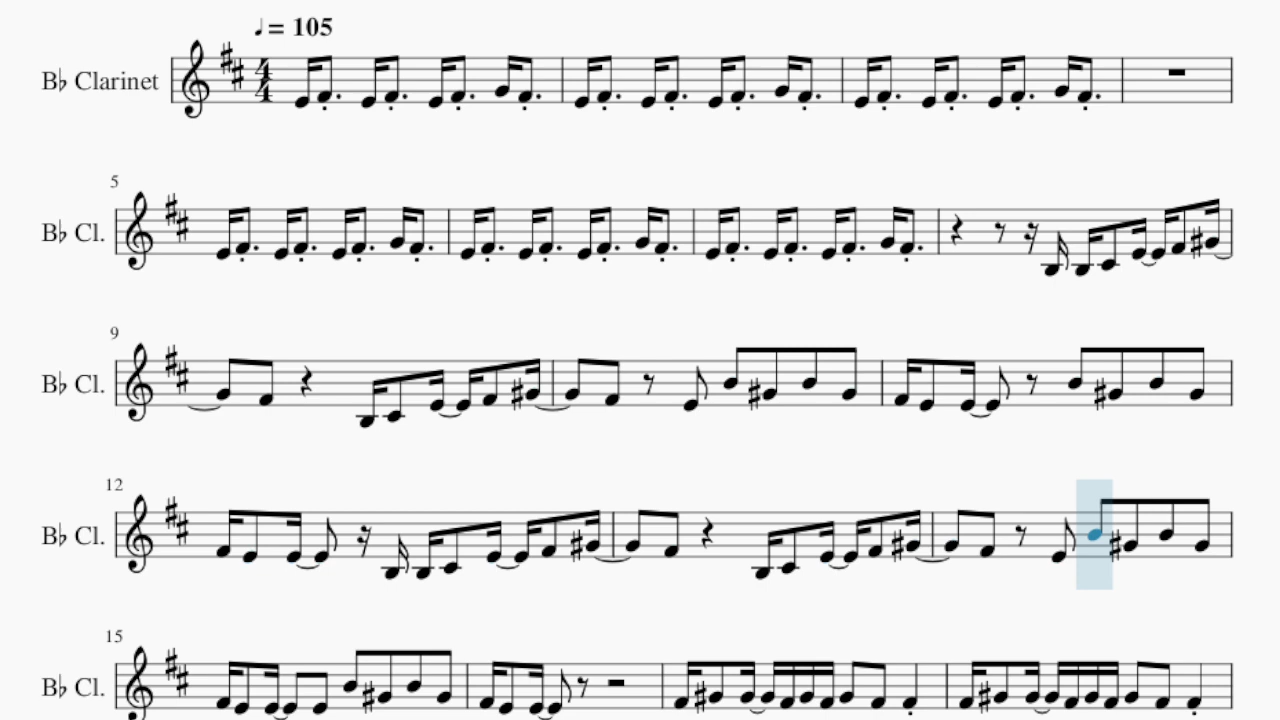 ♩ = 105
B♭ Clarinet
4/4
5
B♭ Cl.
9
B♭ Cl.
12
B♭ Cl.
15
B♭ Cl.